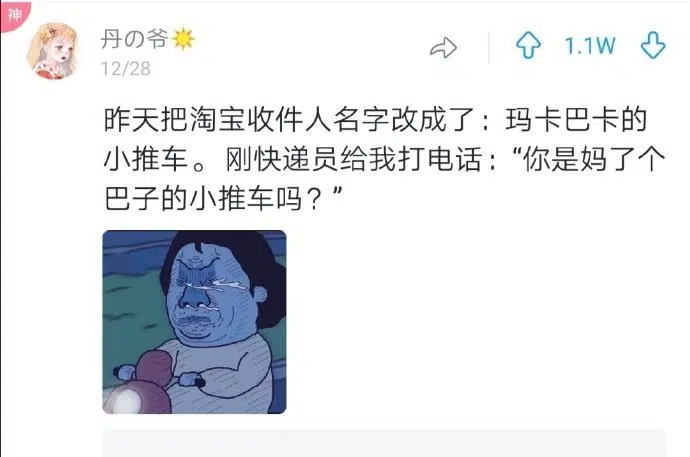 神
丹の爷☀
12/28
1.1W
昨天把淘宝收件人名字改成了：玛卡巴卡的
小推车。刚快递员给我打电话：“你是妈了个
巴子的小推车吗？”